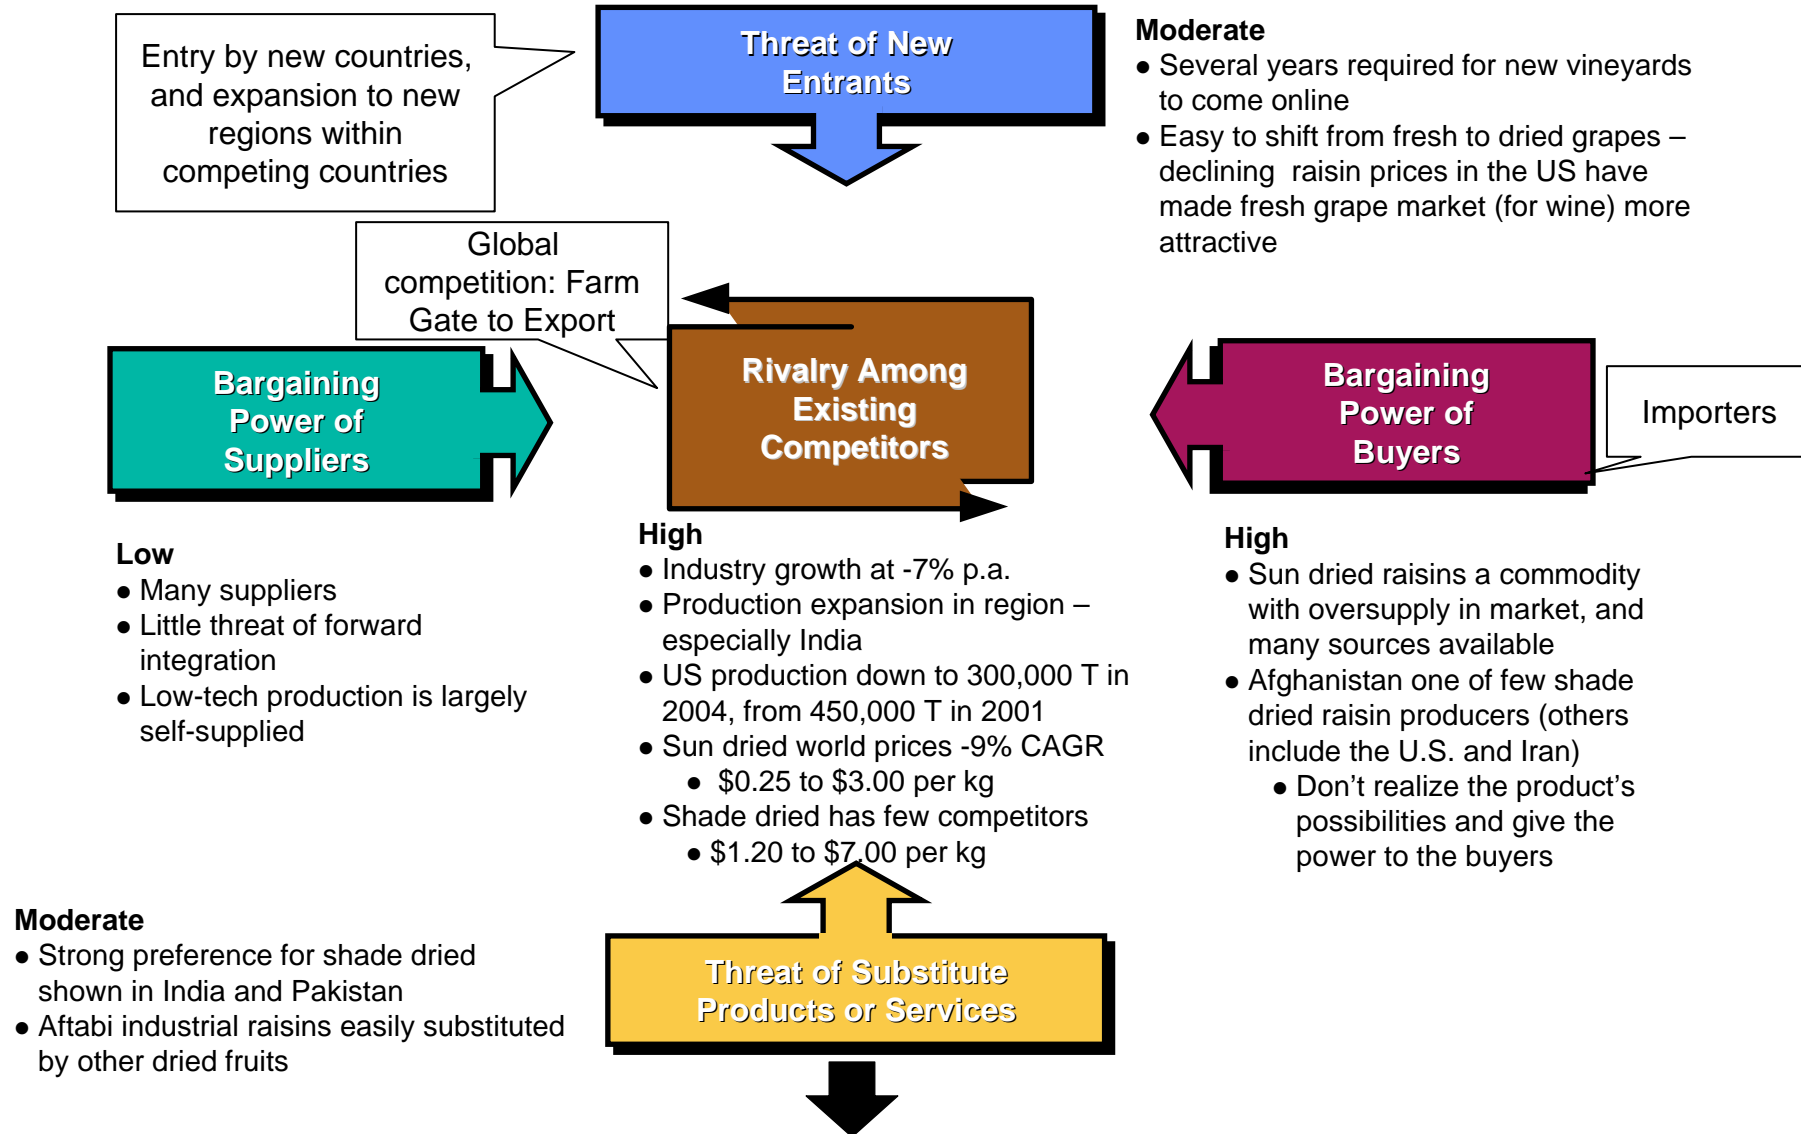 Entry by new countries,
and expansion to new
regions within
competing countries
Threat of New
Entrants
Moderate
● Several years required for new vineyards
to come online
● Easy to shift from fresh to dried grapes –
declining  raisin prices in the US have
made fresh grape market (for wine) more
attractive
Global
competition: Farm
Gate to Export
Bargaining
Power of
Suppliers
Rivalry Among
Existing
Competitors
Bargaining
Power of
Buyers
Importers
Low
● Many suppliers
● Little threat of forward
integration
● Low-tech production is largely
self-supplied
High
● Industry growth at -7% p.a.
● Production expansion in region –
especially India
● US production down to 300,000 T in
2004, from 450,000 T in 2001
● Sun dried world prices -9% CAGR
● $0.25 to $3.00 per kg
● Shade dried has few competitors
● $1.20 to $7.00 per kg
High
● Sun dried raisins a commodity
with oversupply in market, and
many sources available
● Afghanistan one of few shade
dried raisin producers (others
include the U.S. and Iran)
● Don’t realize the product’s
possibilities and give the
power to the buyers
Moderate
● Strong preference for shade dried
shown in India and Pakistan
● Aftabi industrial raisins easily substituted
by other dried fruits
Threat of Substitute
Products or Services